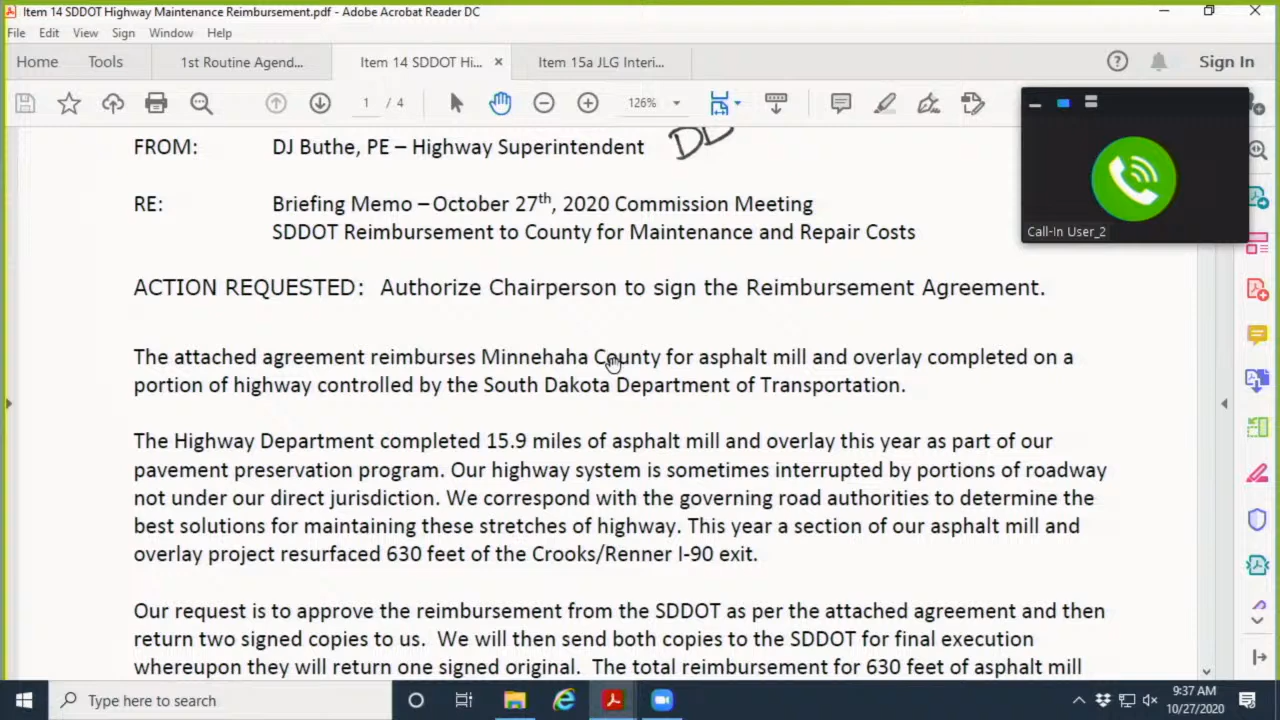 Item 14 SDDOT Highway Maintenance Reimbursement.pdf - Adobe Acrobat Reader DC
File Edit View Sign Window Help
Home Tools 1st Routine Agend... Item 14 SDDOT Hi... × Item 15a JLG Interi... Sign In
1 / 4 126%
FROM: DJ Buthe, PE – Highway Superintendent
RE: Briefing Memo – October 27th, 2020 Commission Meeting
SDDOT Reimbursement to County for Maintenance and Repair Costs
Call-In User_2
ACTION REQUESTED: Authorize Chairperson to sign the Reimbursement Agreement.
The attached agreement reimburses Minnehaha County for asphalt mill and overlay completed on a
portion of highway controlled by the South Dakota Department of Transportation.
The Highway Department completed 15.9 miles of asphalt mill and overlay this year as part of our
pavement preservation program. Our highway system is sometimes interrupted by portions of roadway
not under our direct jurisdiction. We correspond with the governing road authorities to determine the
best solutions for maintaining these stretches of highway. This year a section of our asphalt mill and
overlay project resurfaced 630 feet of the Crooks/Renner I-90 exit.
Our request is to approve the reimbursement from the SDDOT as per the attached agreement and then
return two signed copies to us. We will then send both copies to the SDDOT for final execution
whereupon they will return one signed original. The total reimbursement for 630 feet of asphalt mill
Type here to search
9:37 AM
10/27/2020